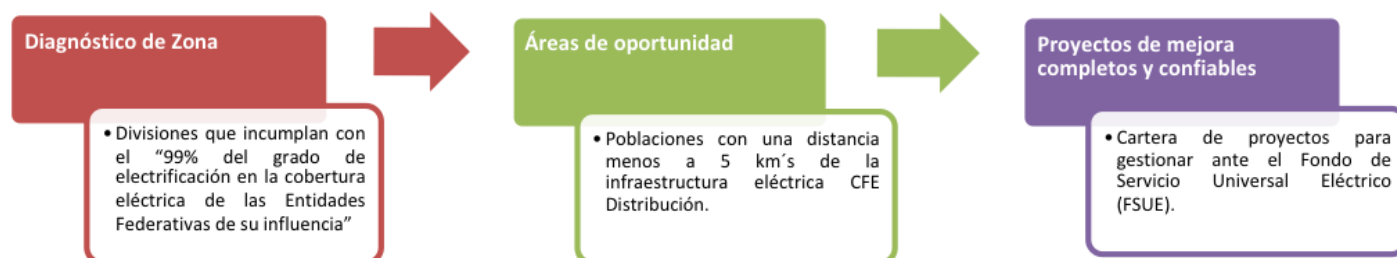 Diagnóstico de Zona
• Divisiones que incumplan con
el “99% del grado de
electrificación en la cobertura
eléctrica de las Entidades
Federativas de su influencia”
Áreas de oportunidad
• Poblaciones con una distancia
menos a 5 km´s de la
infraestructura eléctrica CFE
Distribución.
Proyectos de mejora
completos y confiables
• Cartera de proyectos para
gestionar ante el Fondo de
Servicio Universal Eléctrico
(FSUE).